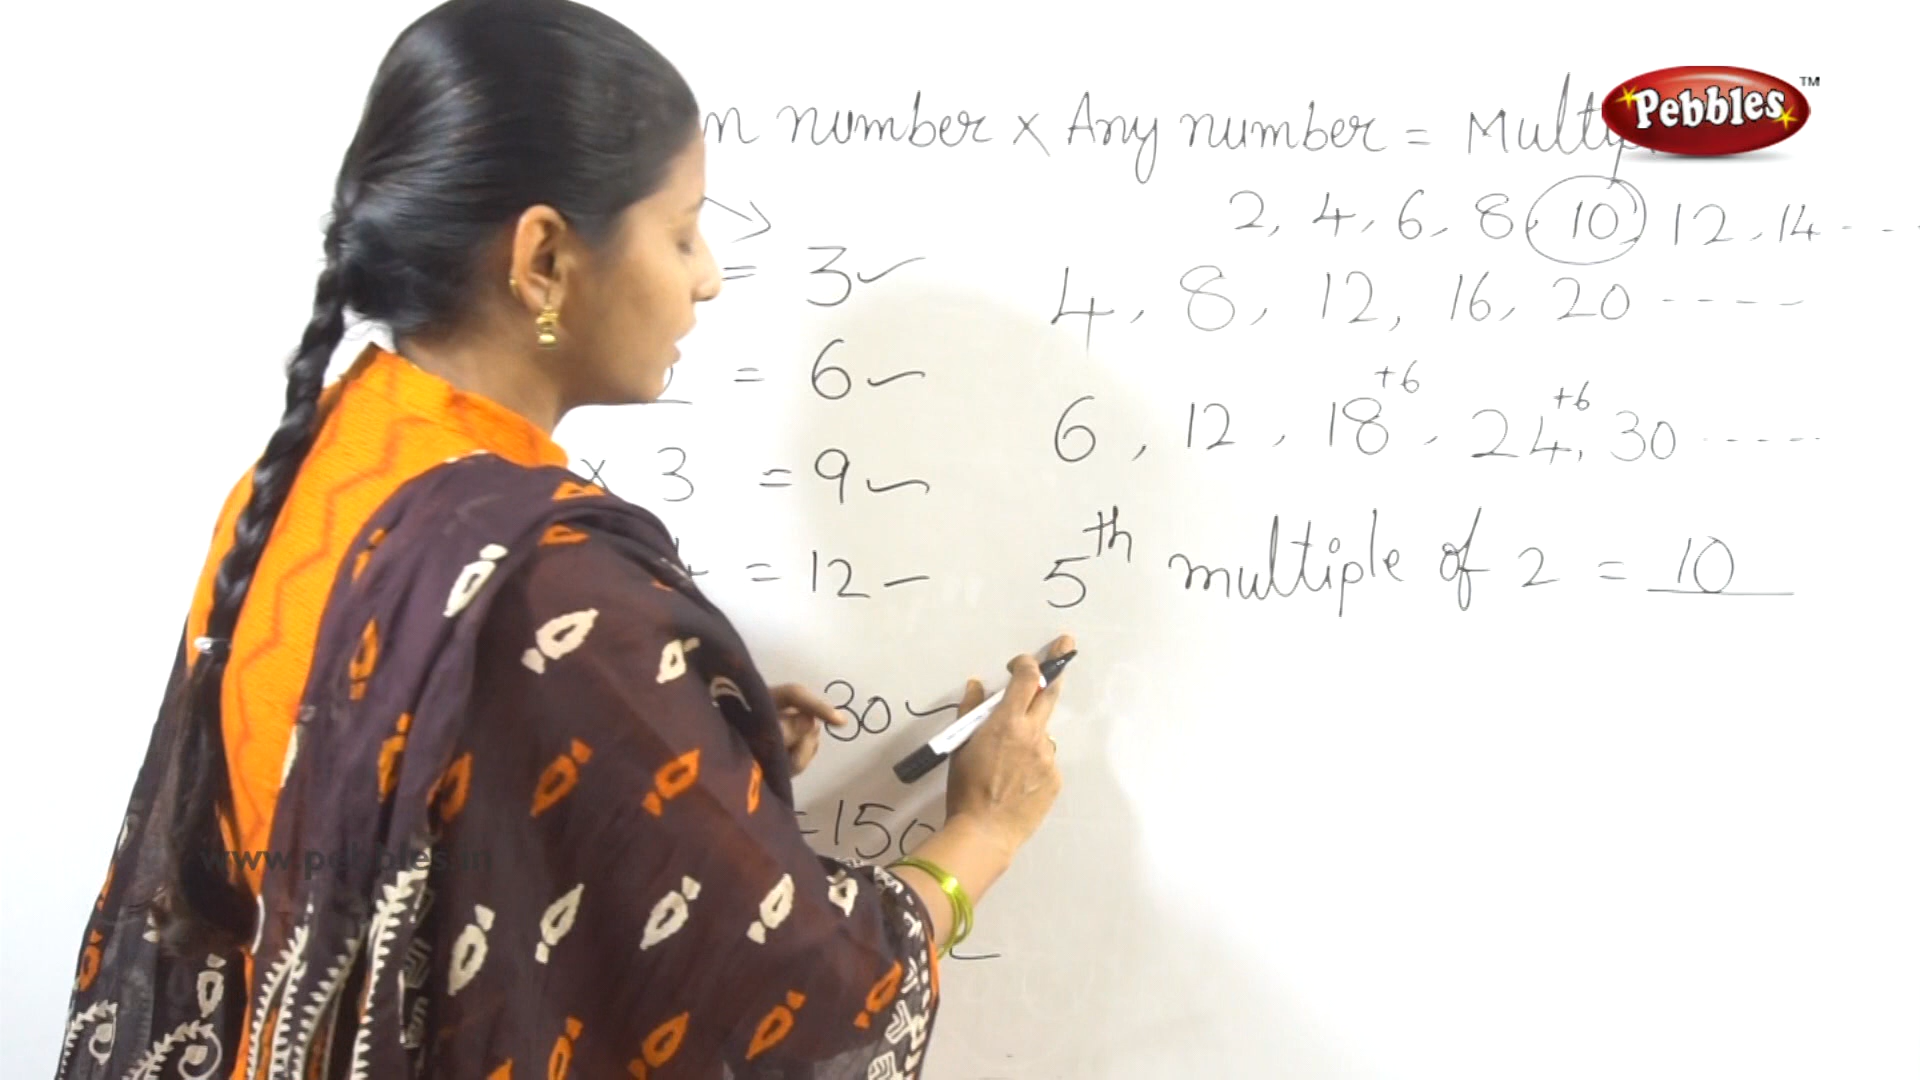 number × Any number =
Pebbles
TM
2, 4, 6, 8, 10, 12, 14 - - -
= 3
4, 8, 12, 16, 20 - - - -
= 6
+6 +6
6, 12, 18, 24, 30 - - - - -
× 3 = 9
5th multiple of 2 = 10
= 12
30
= 150
www.pebbles.in